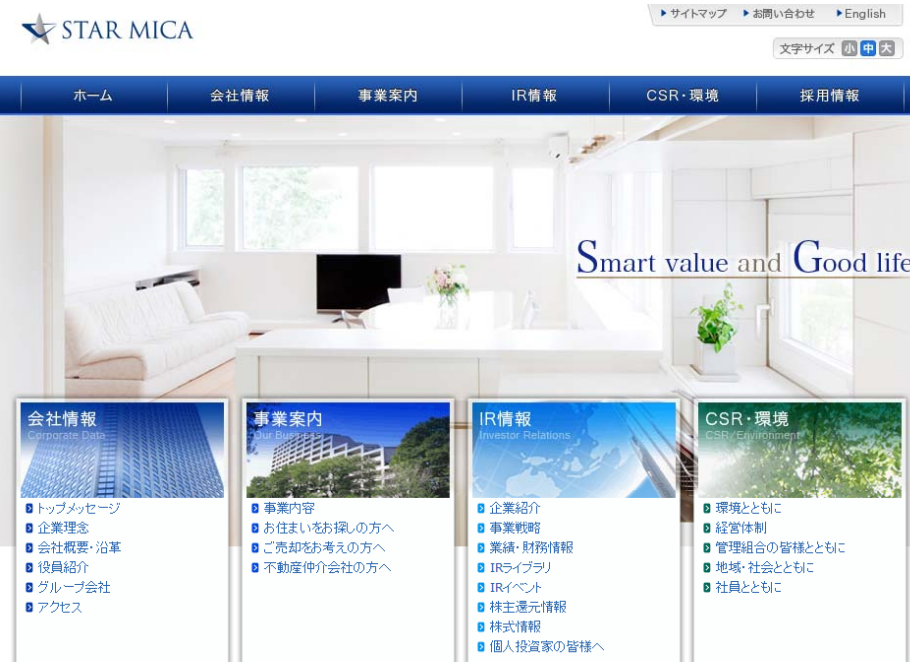 STAR MICA
サイトマップ お問い合わせ English
文字サイズ 小 中 大
ホーム 会社情報 事業案内 IR情報 CSR・環境 採用情報
Smart value and Good life
会社情報
Corporate Data
トップメッセージ
企業理念
会社概要・沿革
役員紹介
グループ会社
アクセス
事業案内
Our Business
事業内容
お住まいをお探しの方へ
ご売却をお考えの方へ
不動産仲介会社の方へ
IR情報
Investor Relations
企業紹介
事業戦略
業績・財務情報
IRライブラリ
IRイベント
株主還元情報
株式情報
個人投資家の皆様へ
CSR・環境
CSR/Environment
環境とともに
経営体制
管理組合の皆様とともに
地域・社会とともに
社員とともに